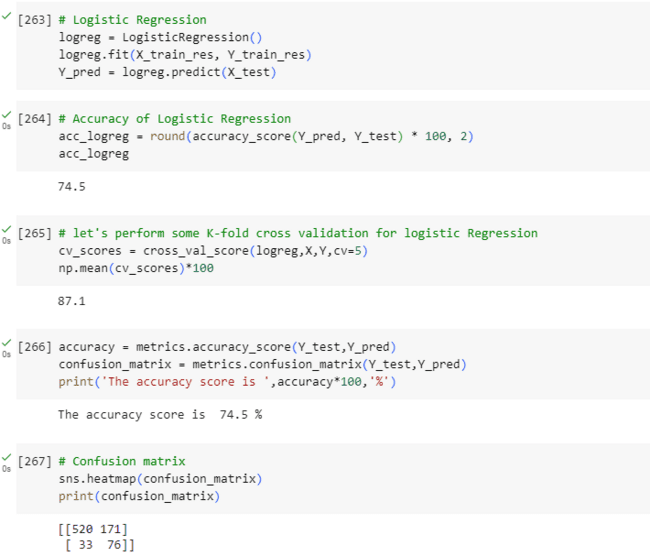 [263] # Logistic Regression
logreg = LogisticRegression()
logreg.fit(X_train_res, Y_train_res)
Y_pred = logreg.predict(X_test)
[264] # Accuracy of Logistic Regression
0s acc_logreg = round(accuracy_score(Y_pred, Y_test) * 100, 2)
acc_logreg
74.5
[265] # let's perform some K-fold cross validation for logistic Regression
0s cv_scores = cross_val_score(logreg,X,Y,cv=5)
np.mean(cv_scores)*100
87.1
[266] accuracy = metrics.accuracy_score(Y_test,Y_pred)
0s confusion_matrix = metrics.confusion_matrix(Y_test,Y_pred)
print('The accuracy score is ',accuracy*100,'%')
The accuracy score is  74.5 %
[267] # Confusion matrix
0s sns.heatmap(confusion_matrix)
print(confusion_matrix)
[[520 171]
 [ 33  76]]